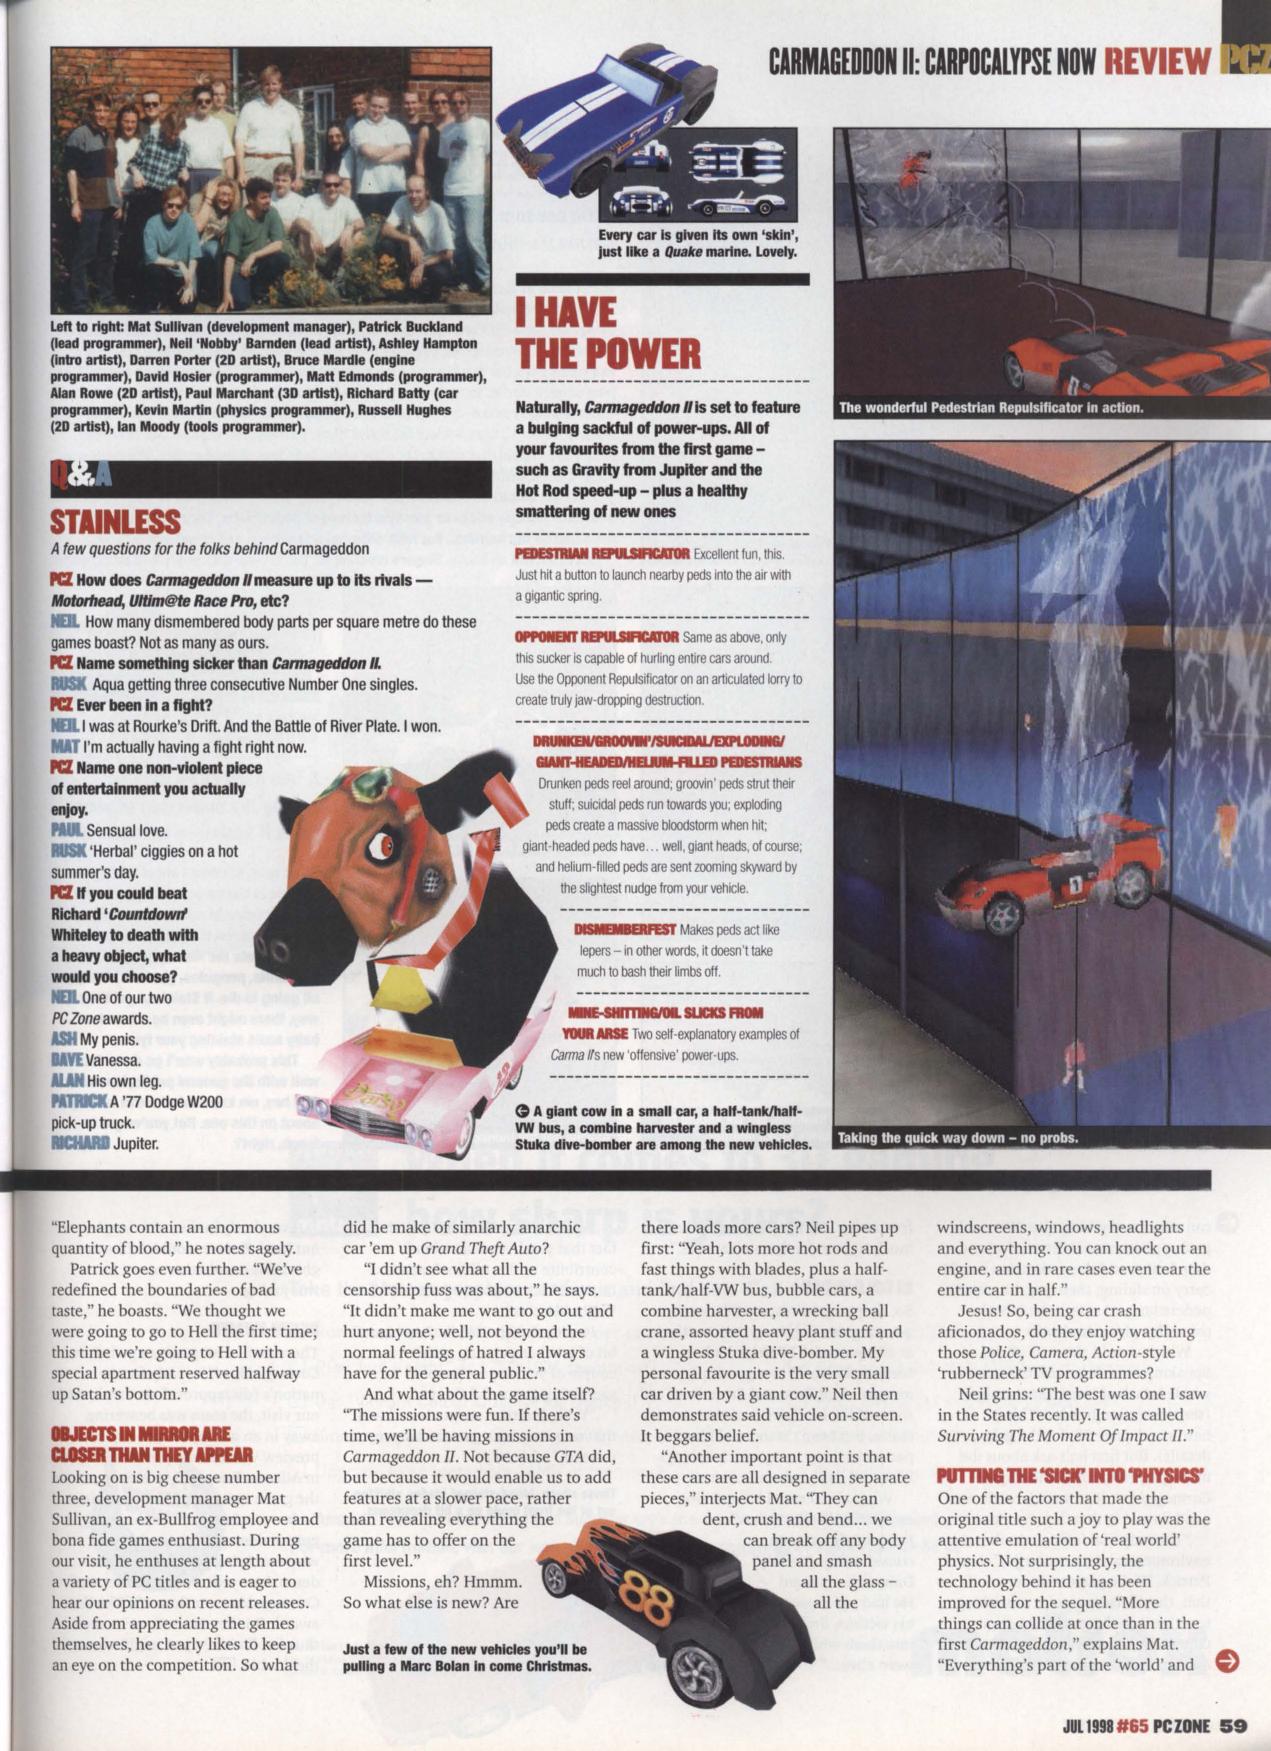 CARMAGEDDON II: CARPOCALYPSE NOW REVIEW PCZ
Left to right: Mat Sullivan (development manager), Patrick Buckland
(lead programmer), Neil 'Nobby' Barnden (lead artist), Ashley Hampton
(intro artist), Darren Porter (2D artist), Bruce Mardle (engine
programmer), David Hosier (programmer), Matt Edmonds (programmer),
Alan Rowe (2D artist), Paul Marchant (3D artist), Richard Batty (car
programmer), Kevin Martin (physics programmer), Russell Hughes
(2D artist), Ian Moody (tools programmer).
Q&A
STAINLESS
A few questions for the folks behind Carmageddon
PCZ How does Carmageddon II measure up to its rivals —
Motorhead, Ultim@te Race Pro, etc?
NEIL How many dismembered body parts per square metre do these
games boast? Not as many as ours.
PCZ Name something sicker than Carmageddon II.
RUSK Aqua getting three consecutive Number One singles.
PCZ Ever been in a fight?
NEIL I was at Rourke's Drift. And the Battle of River Plate. I won.
MAT I'm actually having a fight right now.
PCZ Name one non-violent piece
of entertainment you actually
enjoy.
PAUL Sensual love.
RUSK 'Herbal' ciggies on a hot
summer's day.
PCZ If you could beat
Richard 'Countdown'
Whiteley to death with
a heavy object, what
would you choose?
NEIL One of our two
PC Zone awards.
ASH My penis.
DAVE Vanessa.
ALAN His own leg.
PATRICK A '77 Dodge W200
pick-up truck.
RICHARD Jupiter.
Every car is given its own 'skin',
just like a Quake marine. Lovely.
I HAVE
THE POWER
Naturally, Carmageddon II is set to feature
a bulging sackful of power-ups. All of
your favourites from the first game –
such as Gravity from Jupiter and the
Hot Rod speed-up – plus a healthy
smattering of new ones
PEDESTRIAN REPULSIFICATOR Excellent fun, this.
Just hit a button to launch nearby peds into the air with
a gigantic spring.
OPPONENT REPULSIFICATOR Same as above, only
this sucker is capable of hurling entire cars around.
Use the Opponent Repulsificator on an articulated lorry to
create truly jaw-dropping destruction.
DRUNKEN/GROOVIN'/SUICIDAL/EXPLODING/
GIANT-HEADED/HELIUM-FILLED PEDESTRIANS
Drunken peds reel around; groovin' peds strut their
stuff; suicidal peds run towards you; exploding
peds create a massive bloodstorm when hit;
giant-headed peds have... well, giant heads, of course;
and helium-filled peds are sent zooming skyward by
the slightest nudge from your vehicle.
DISMEMBERFEST Makes peds act like
lepers – in other words, it doesn't take
much to bash their limbs off.
MINE-SHITTING/OIL SLICKS FROM
YOUR ARSE Two self-explanatory examples of
Carma II's new 'offensive' power-ups.
A giant cow in a small car, a half-tank/half-
VW bus, a combine harvester and a wingless
Stuka dive-bomber are among the new vehicles.
The wonderful Pedestrian Repulsificator in action.
1
1
Taking the quick way down – no probs.
"Elephants contain an enormous
quantity of blood," he notes sagely.
Patrick goes even further. "We've
redefined the boundaries of bad
taste," he boasts. "We thought we
were going to go to Hell the first time;
this time we're going to Hell with a
special apartment reserved halfway
up Satan's bottom."
OBJECTS IN MIRROR ARE
CLOSER THAN THEY APPEAR
Looking on is big cheese number
three, development manager Mat
Sullivan, an ex-Bullfrog employee and
bona fide games enthusiast. During
our visit, he enthuses at length about
a variety of PC titles and is eager to
hear our opinions on recent releases.
Aside from appreciating the games
themselves, he clearly likes to keep
an eye on the competition. So what
did he make of similarly anarchic
car 'em up Grand Theft Auto?
"I didn't see what all the
censorship fuss was about," he says.
"It didn't make me want to go out and
hurt anyone; well, not beyond the
normal feelings of hatred I always
have for the general public."
And what about the game itself?
"The missions were fun. If there's
time, we'll be having missions in
Carmageddon II. Not because GTA did,
but because it would enable us to add
features at a slower pace, rather
than revealing everything the
game has to offer on the
first level."
Missions, eh? Hmmm.
So what else is new? Are
Just a few of the new vehicles you'll be
pulling a Marc Bolan in come Christmas.
88
there loads more cars? Neil pipes up
first: "Yeah, lots more hot rods and
fast things with blades, plus a half-
tank/half-VW bus, bubble cars, a
combine harvester, a wrecking ball
crane, assorted heavy plant stuff and
a wingless Stuka dive-bomber. My
personal favourite is the very small
car driven by a giant cow." Neil then
demonstrates said vehicle on-screen.
It beggars belief.
"Another important point is that
these cars are all designed in separate
pieces," interjects Mat. "They can
dent, crush and bend... we
can break off any body
panel and smash
all the glass –
all the
windscreens, windows, headlights
and everything. You can knock out an
engine, and in rare cases even tear the
entire car in half."
Jesus! So, being car crash
aficionados, do they enjoy watching
those Police, Camera, Action-style
'rubberneck' TV programmes?
Neil grins: "The best was one I saw
in the States recently. It was called
Surviving The Moment Of Impact II."
PUTTING THE 'SICK' INTO 'PHYSICS'
One of the factors that made the
original title such a joy to play was the
attentive emulation of 'real world'
physics. Not surprisingly, the
technology behind it has been
improved for the sequel. "More
things can collide at once than in the
first Carmageddon," explains Mat.
"Everything's part of the 'world' and
JUL 1998 #65 PC ZONE 59